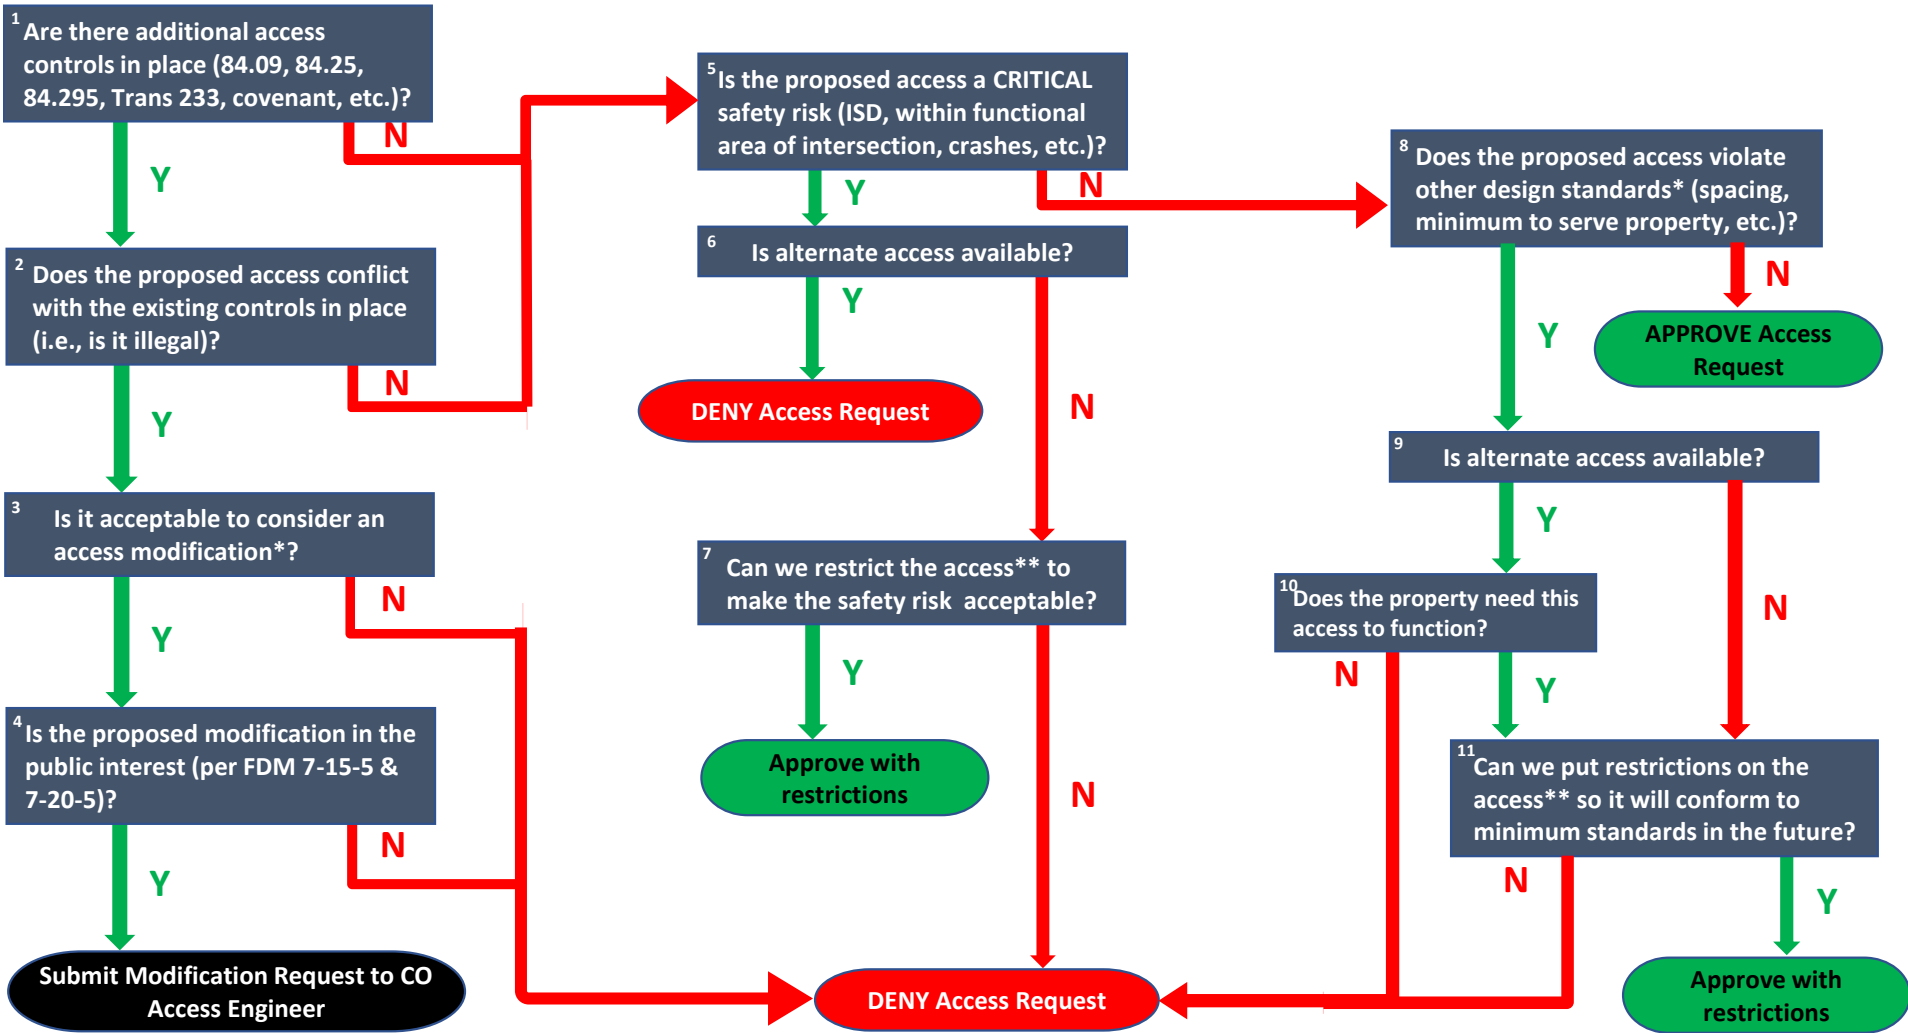 1
Are there additional access
controls in place (84.09, 84.25,
84.295, Trans 233, covenant, etc.)?
N
Y
2
Does the proposed access conflict
with the existing controls in place
(i.e., is it illegal)?
N
Y
3
Is it acceptable to consider an
access modification*?
N
Y
4
Is the proposed modification in the
public interest (per FDM 7-15-5 &
7-20-5)?
N
Y
Submit Modification Request to CO
Access Engineer
5
Is the proposed access a CRITICAL
safety risk (ISD, within functional
area of intersection, crashes, etc.)?
N
Y
6
Is alternate access available?
Y
DENY Access Request
N
7
Can we restrict the access** to
make the safety risk acceptable?
Y
Approve with
restrictions
N
DENY Access Request
8
Does the proposed access violate
other design standards* (spacing,
minimum to serve property, etc.)?
N
Y
APPROVE Access
Request
9
Is alternate access available?
Y
N
10
Does the property need this
access to function?
N
Y
11
Can we put restrictions on the
access** so it will conform to
minimum standards in the future?
N
Y
Approve with
restrictions